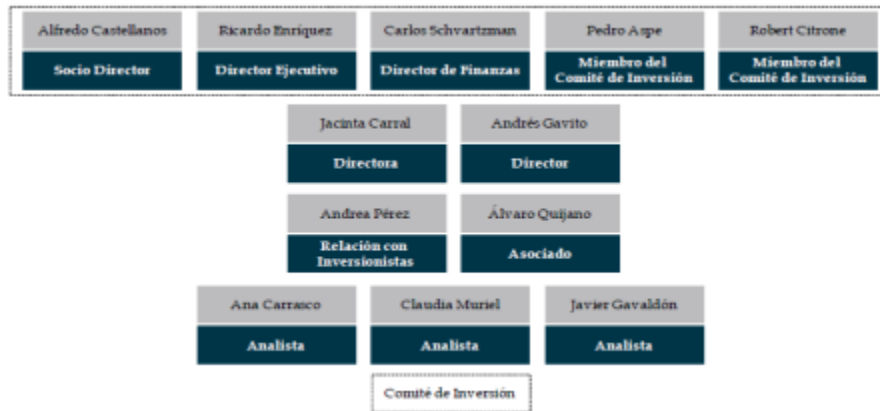 Alfredo Castellanos
Ricardo Enríquez
Carlos Schvartzman
Pedro Aspe
Robert Citrone
Socio Director
Director Ejecutivo
Director de Finanzas
Miembro del
Comité de Inversión
Miembro del
Comité de Inversión
Jacinta Carral
Andrés Gavito
Directora
Director
Andrea Pérez
Álvaro Quijano
Relación con
Inversionistas
Asociado
Ana Carrasco
Claudia Muriel
Javier Gavaldón
Analista
Analista
Analista
Comité de Inversión